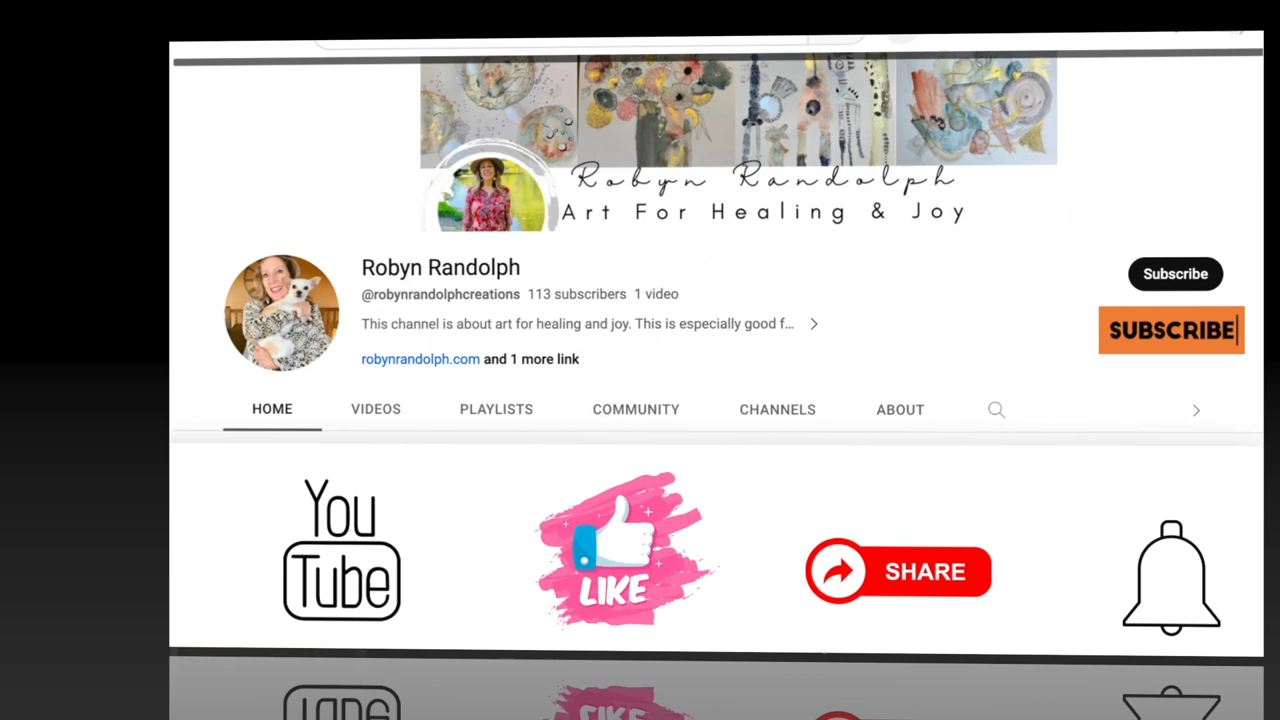 Robyn Randolph
Art For Healing & Joy
Robyn Randolph
@robynrandolphcreations 113 subscribers 1 video
Subscribe
This channel is about art for healing and joy. This is especially good f...
SUBSCRIBE
robynrandolph.com and 1 more link
HOME VIDEOS PLAYLISTS COMMUNITY CHANNELS ABOUT
You
Tube
LIKE
SHARE